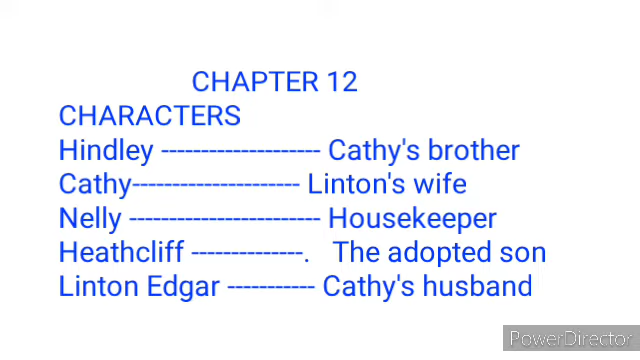 CHAPTER 12
CHARACTERS
Hindley --------------------- Cathy's brother
Cathy---------------------- Linton's wife
Nelly ------------------------- Housekeeper
Heathcliff --------------. The adopted son
Linton Edgar ----------- Cathy's husband
PowerDirector